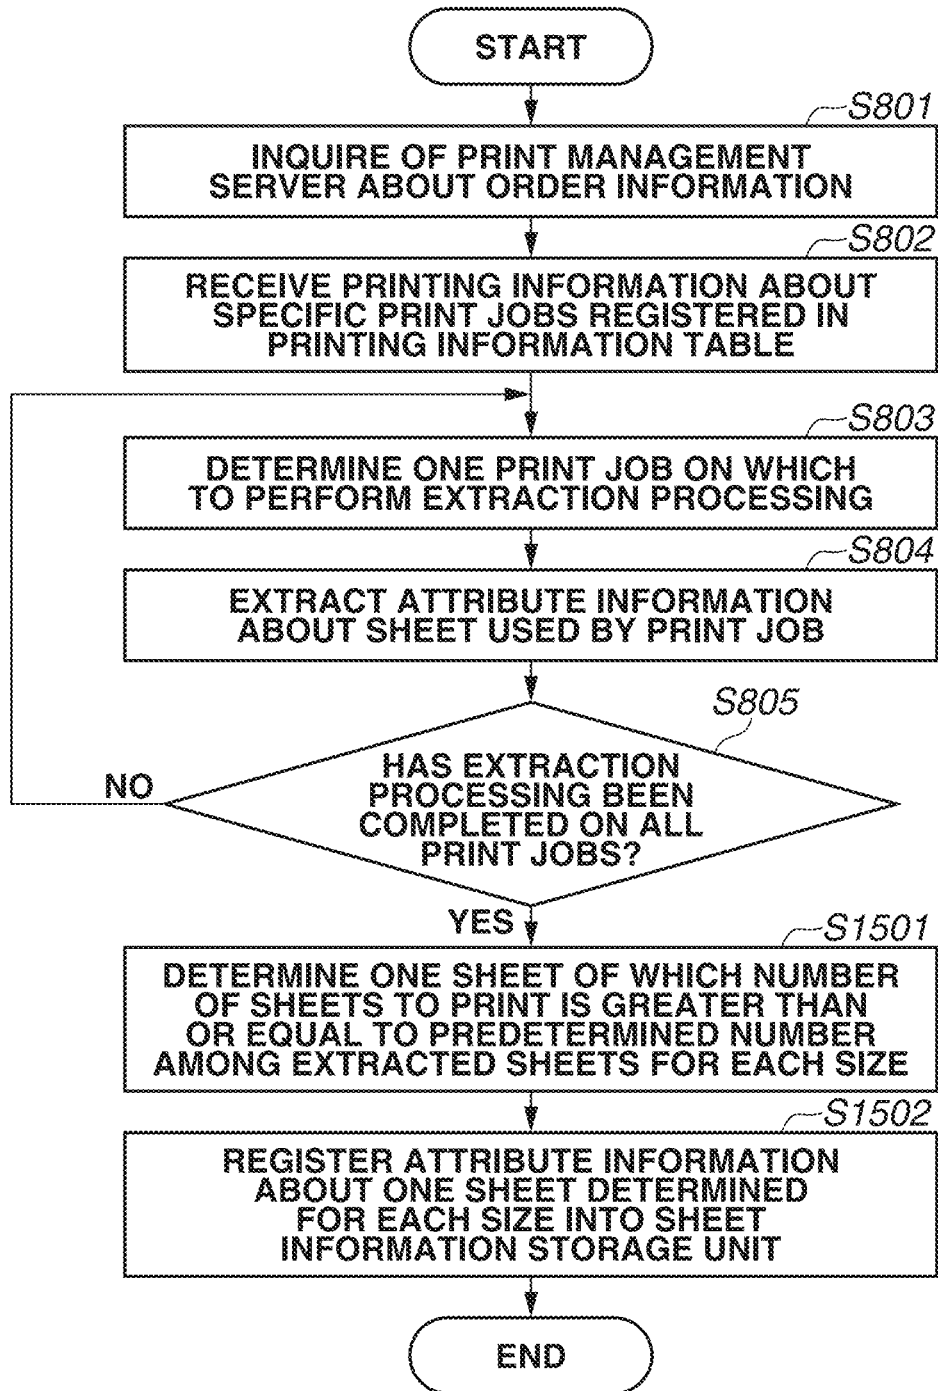 START
S801
INQUIRE OF PRINT MANAGEMENT
SERVER ABOUT ORDER INFORMATION
S802
RECEIVE PRINTING INFORMATION ABOUT
SPECIFIC PRINT JOBS REGISTERED IN
PRINTING INFORMATION TABLE
S803
DETERMINE ONE PRINT JOB ON WHICH
TO PERFORM EXTRACTION PROCESSING
S804
EXTRACT ATTRIBUTE INFORMATION
ABOUT SHEET USED BY PRINT JOB
S805
HAS EXTRACTION
PROCESSING BEEN
COMPLETED ON ALL
PRINT JOBS?
NO
YES
S1501
DETERMINE ONE SHEET OF WHICH NUMBER
OF SHEETS TO PRINT IS GREATER THAN
OR EQUAL TO PREDETERMINED NUMBER
AMONG EXTRACTED SHEETS FOR EACH SIZE
S1502
REGISTER ATTRIBUTE INFORMATION
ABOUT ONE SHEET DETERMINED
FOR EACH SIZE INTO SHEET
INFORMATION STORAGE UNIT
END